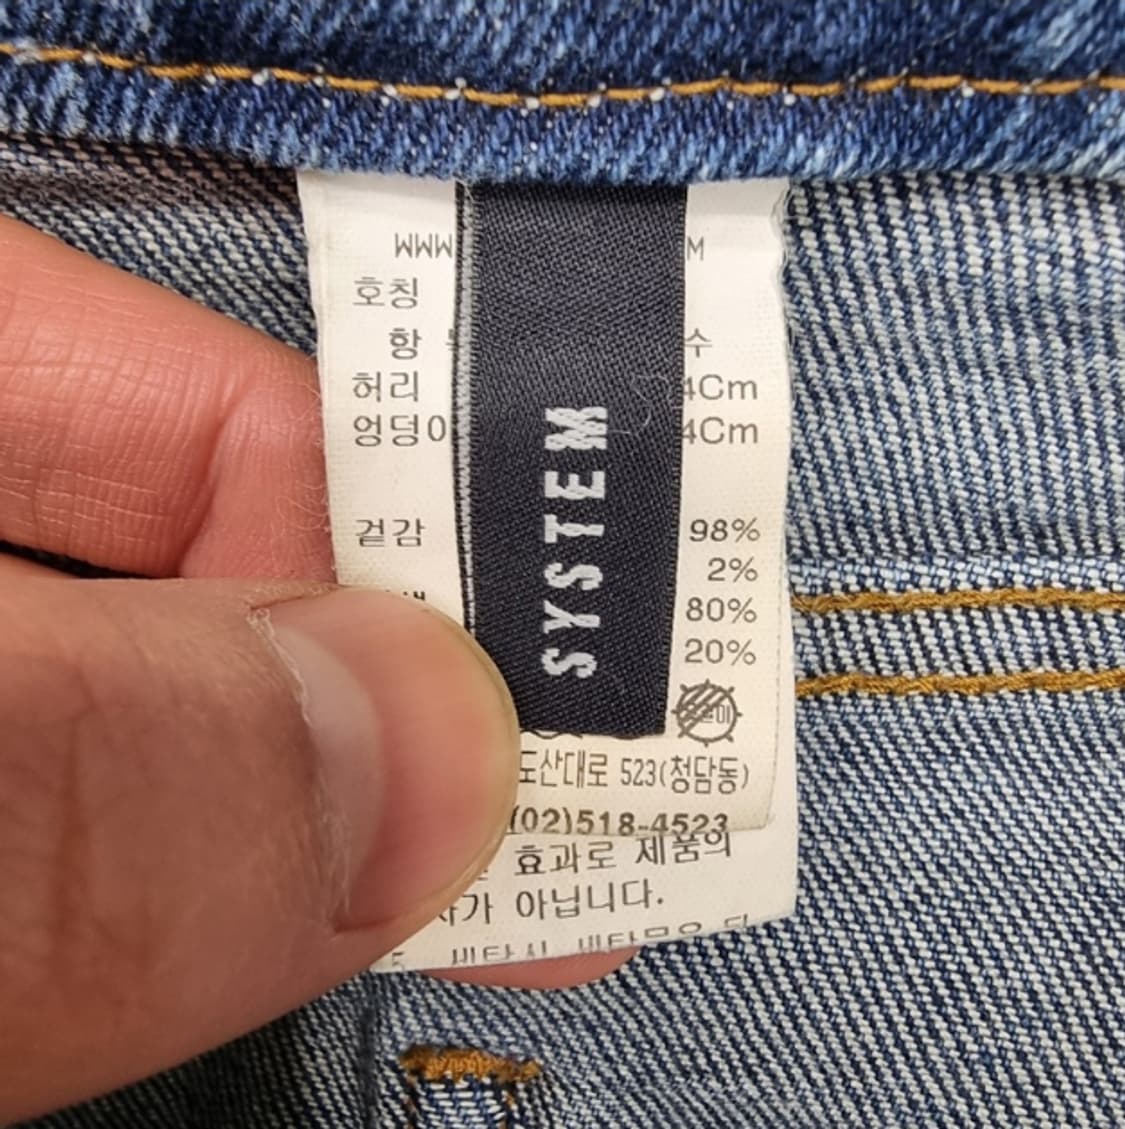 WWW M
호칭
항 수
허리 4Cm
엉덩이 4Cm
겉감 98%
2%
80%
20%
SYSTEM
도산대로 523(청담동)
(02)518-4523
효과로 제품의
아닙니다.